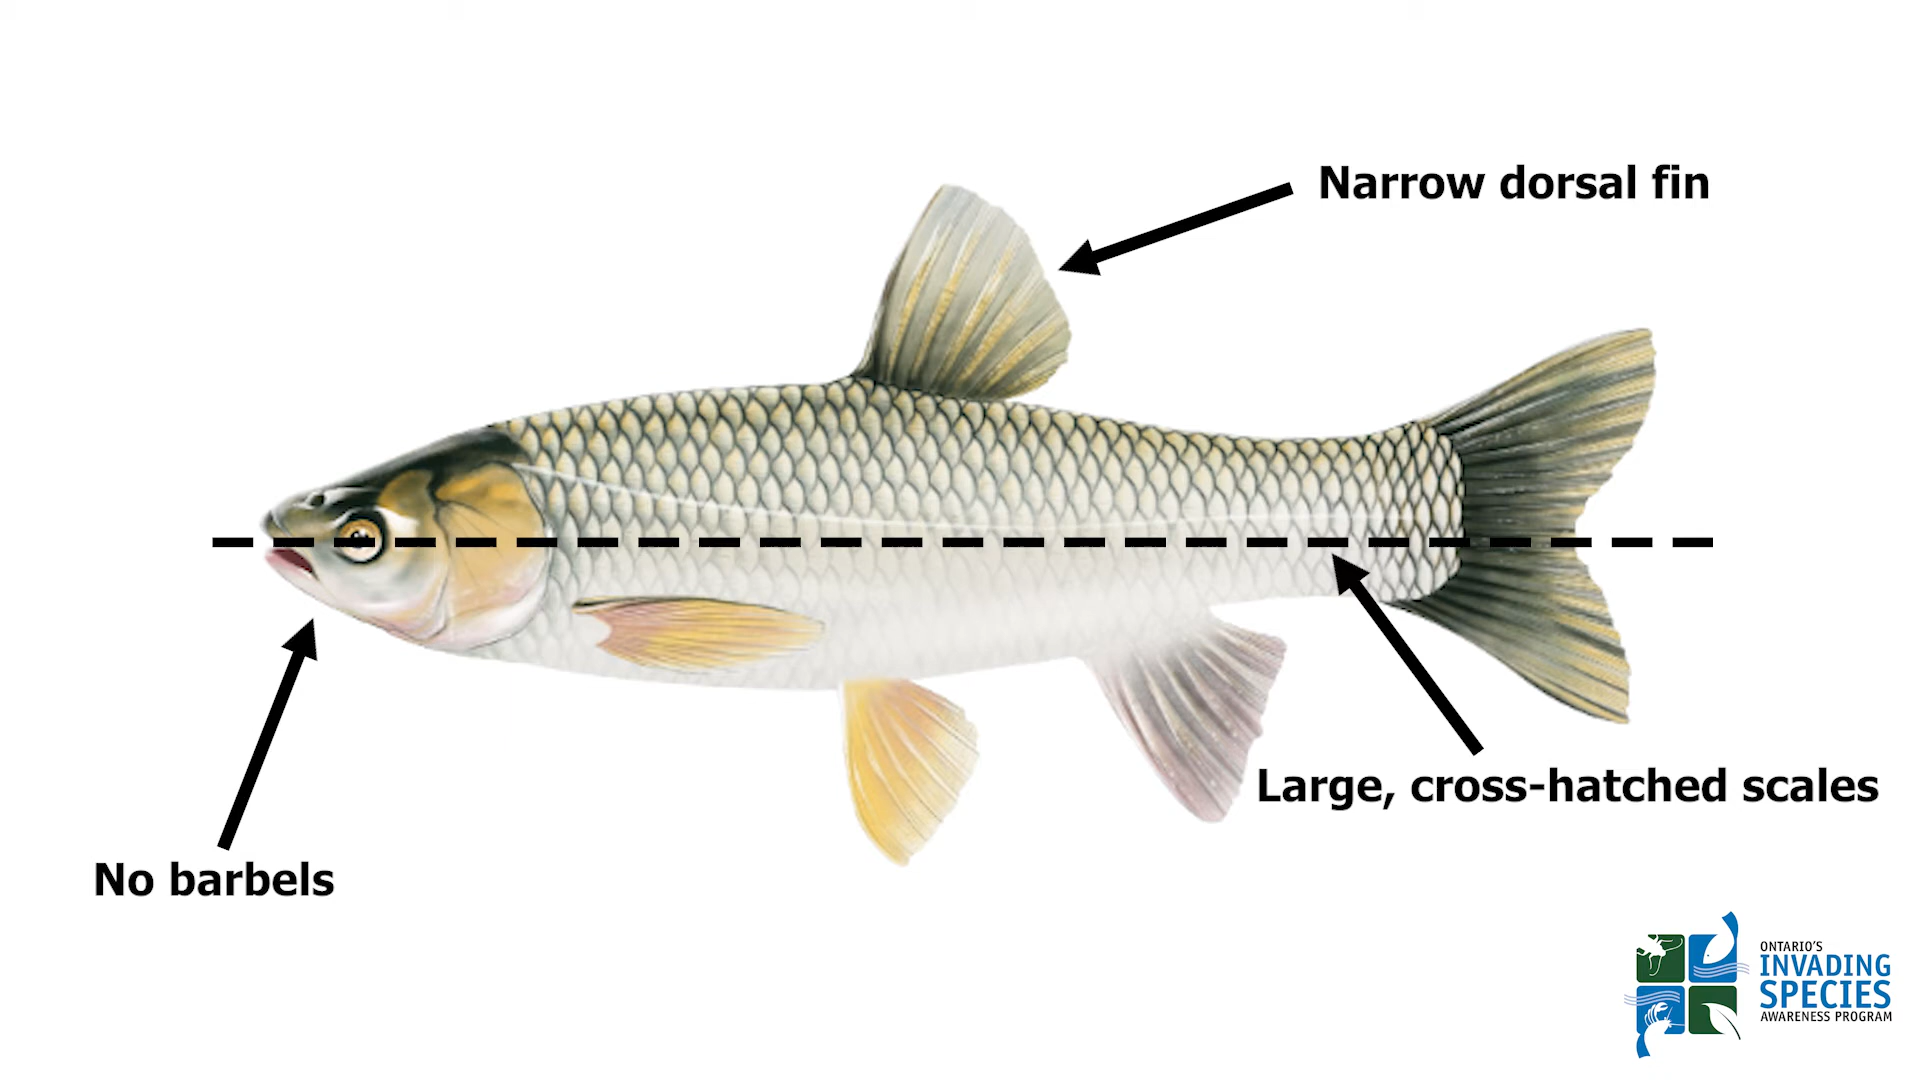 Narrow dorsal fin
Large, cross-hatched scales
No barbels
ONTARIO'S
INVADING
SPECIES
AWARENESS PROGRAM